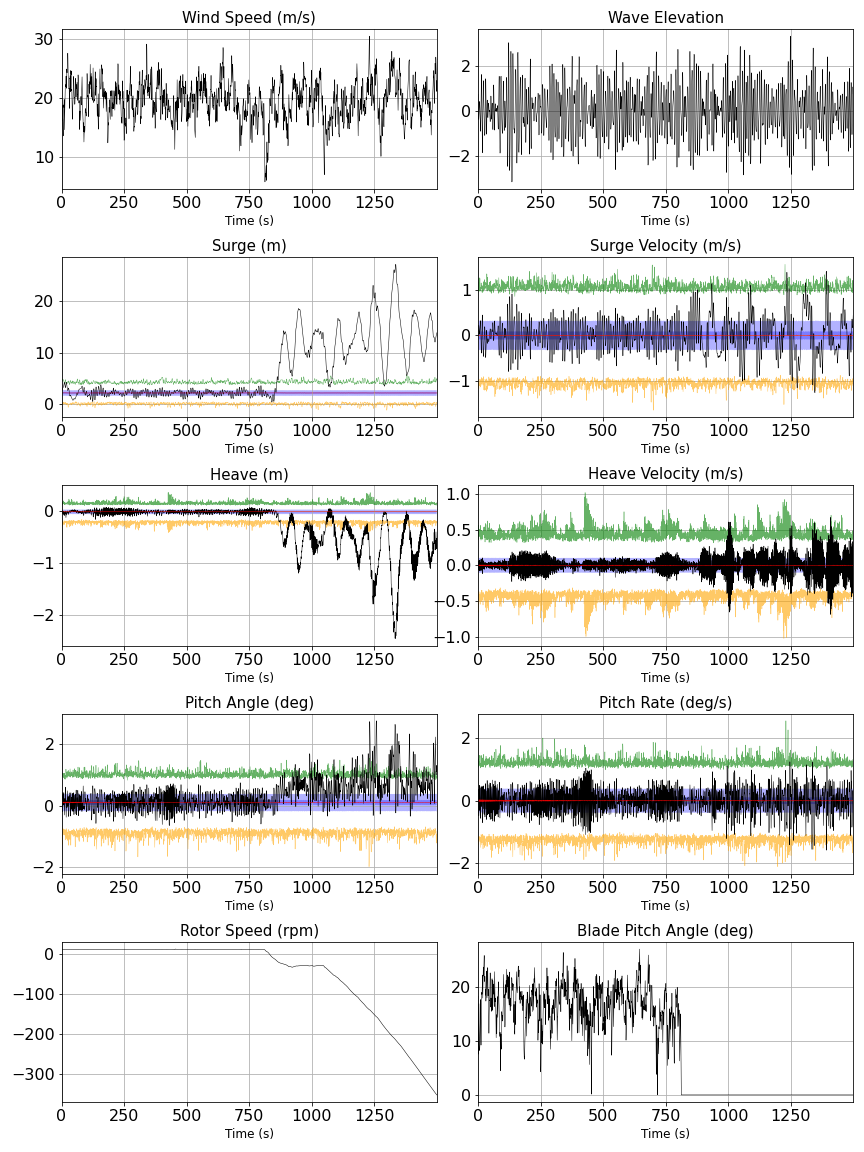 Wind Speed (m/s)
30
20
10
0 250 500 750 1000 1250
Time (s)
Wave Elevation
2
0
−2
0 250 500 750 1000 1250
Time (s)
Surge (m)
20
10
0
0 250 500 750 1000 1250
Time (s)
Surge Velocity (m/s)
1
0
−1
0 250 500 750 1000 1250
Time (s)
Heave (m)
0
−1
−2
0 250 500 750 1000 1250
Time (s)
Heave Velocity (m/s)
1.0
0.5
0.0
−0.5
−1.0
0 250 500 750 1000 1250
Time (s)
Pitch Angle (deg)
2
0
−2
0 250 500 750 1000 1250
Time (s)
Pitch Rate (deg/s)
2
0
−2
0 250 500 750 1000 1250
Time (s)
Rotor Speed (rpm)
0
−100
−200
−300
0 250 500 750 1000 1250
Time (s)
Blade Pitch Angle (deg)
20
10
0
0 250 500 750 1000 1250
Time (s)